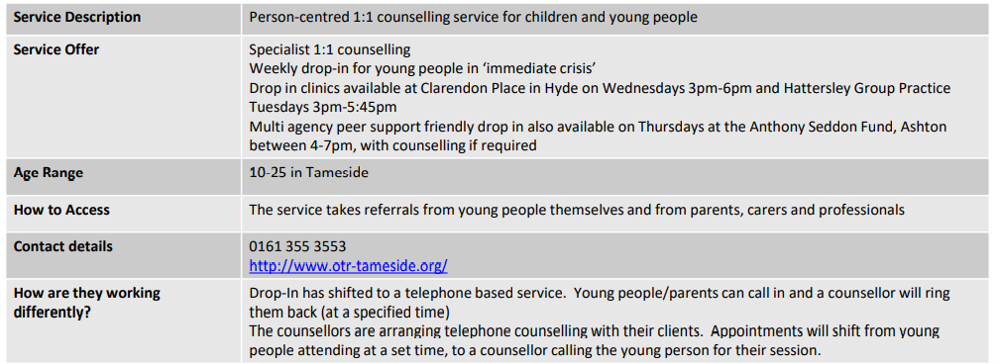 Service Description Person-centred 1:1 counselling service for children and young people
Service Offer Specialist 1:1 counselling
Weekly drop-in for young people in ‘immediate crisis’
Drop in clinics available at Clarendon Place in Hyde on Wednesdays 3pm-6pm and Hattersley Group Practice
Tuesdays 3pm-5:45pm
Multi agency peer support friendly drop in also available on Thursdays at the Anthony Seddon Fund, Ashton
between 4-7pm, with counselling if required
Age Range 10-25 in Tameside
How to Access The service takes referrals from young people themselves and from parents, carers and professionals
Contact details 0161 355 3553
http://www.otr-tameside.org/
How are they working Drop-In has shifted to a telephone based service. Young people/parents can call in and a counsellor will ring
differently? them back (at a specified time)
The counsellors are arranging telephone counselling with their clients. Appointments will shift from young
people attending at a set time, to a counsellor calling the young person for their session.